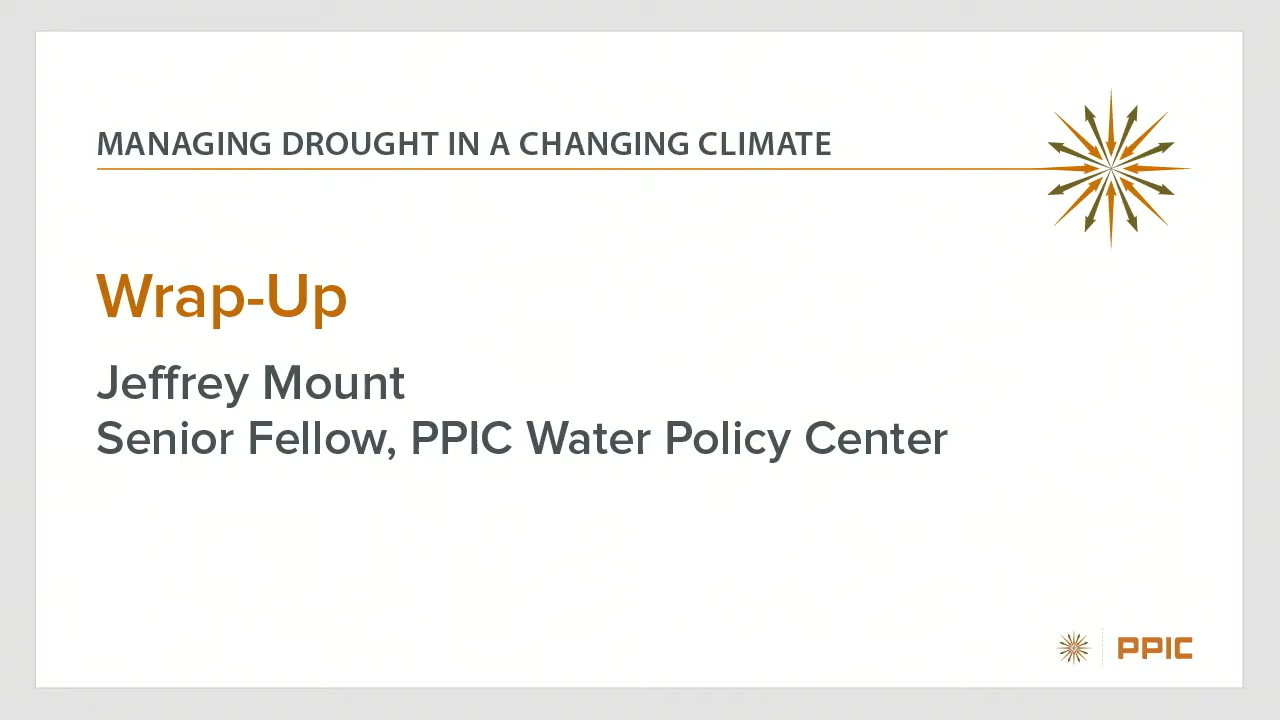 MANAGING DROUGHT IN A CHANGING CLIMATE
Wrap-Up
Jeffrey Mount
Senior Fellow, PPIC Water Policy Center
PPIC